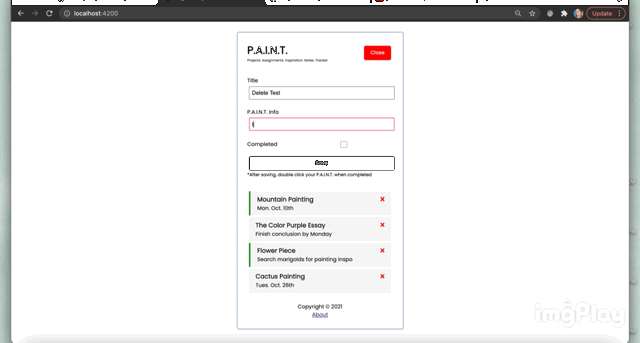 localhost:4200
Update
P.A.I.N.T.
Projects. Assignments. Inspiration. Notes. Tracker
Close
Title
Delete Test
P.A.I.N.T. Info
Completed
*After saving, double click your P.A.I.N.T. when completed
Mountain Painting
Mon. Oct. 10th
The Color Purple Essay
Finish conclusion by Monday
Flower Piece
Search marigolds for painting inspo
Cactus Painting
Tues. Oct. 26th
Copyright © 2021
About
imgPlay